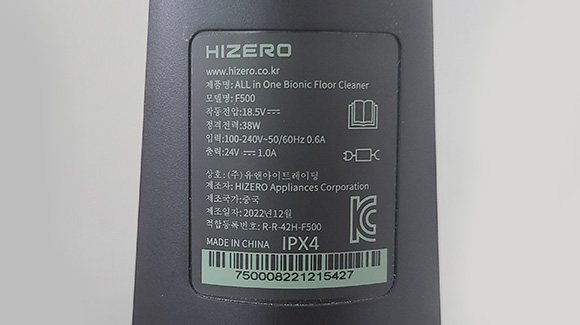 HIZERO
www.hizero.co.kr
제품명: ALL in One Bionic Floor Cleaner
모델명: F500
작동전압: 18.5V⎓
정격전력: 38W
입력: 100-240V~50/60Hz 0.6A
출력: 24V⎓ 1.0A
상호: (주)유앤아이트레이딩
제조자: HIZERO Appliances Corporation
제조국가: 중국
제조일자: 2022년12월
적합등록번호: R-R-42H-F500
MADE IN CHINA IPX4
750008221215427